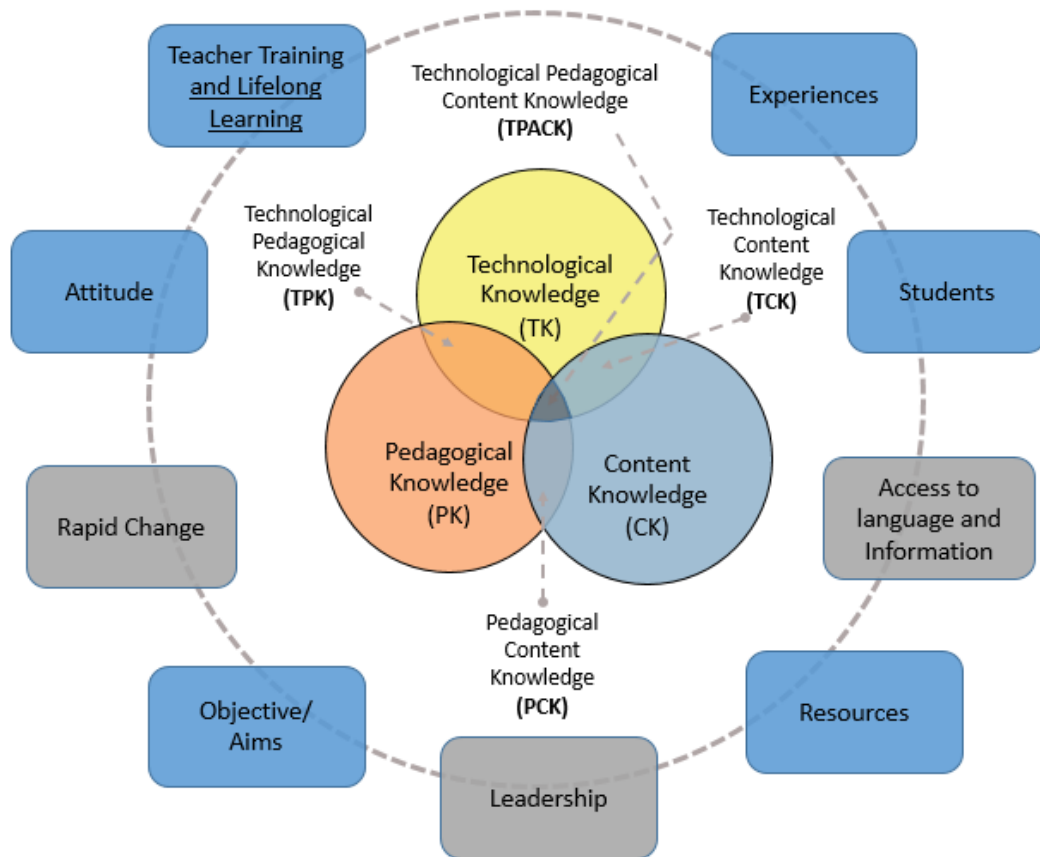 Teacher Training
and Lifelong
Learning
Technological Pedagogical
Content Knowledge
(TPACK)
Experiences
Technological
Pedagogical
Knowledge
(TPK)
Technological
Content
Knowledge
(TCK)
Attitude
Technological
Knowledge
(TK)
Students
Pedagogical
Knowledge
(PK)
Content
Knowledge
(CK)
Rapid Change
Access to
language and
Information
Pedagogical
Content
Knowledge
(PCK)
Objective/
Aims
Resources
Leadership